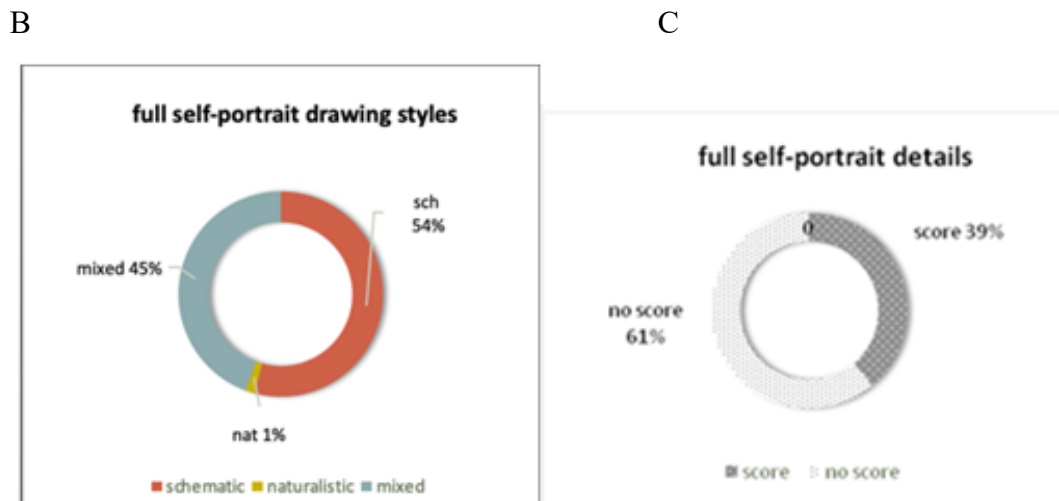 B
C
full self-portrait drawing styles
sch
54%
mixed 45%
nat 1%
schematic naturalistic mixed
full self-portrait details
0
score 39%
no score
61%
score no score